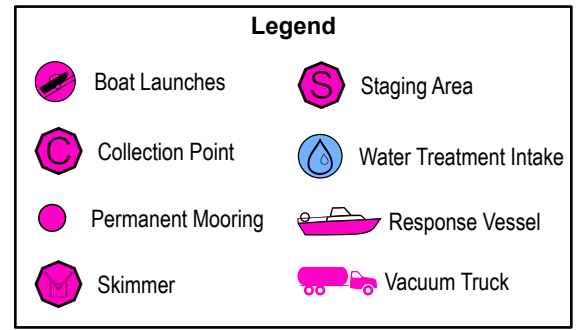 Legend
Boat Launches
S Staging Area
C Collection Point
Water Treatment Intake
Permanent Mooring
Response Vessel
Skimmer
Vacuum Truck